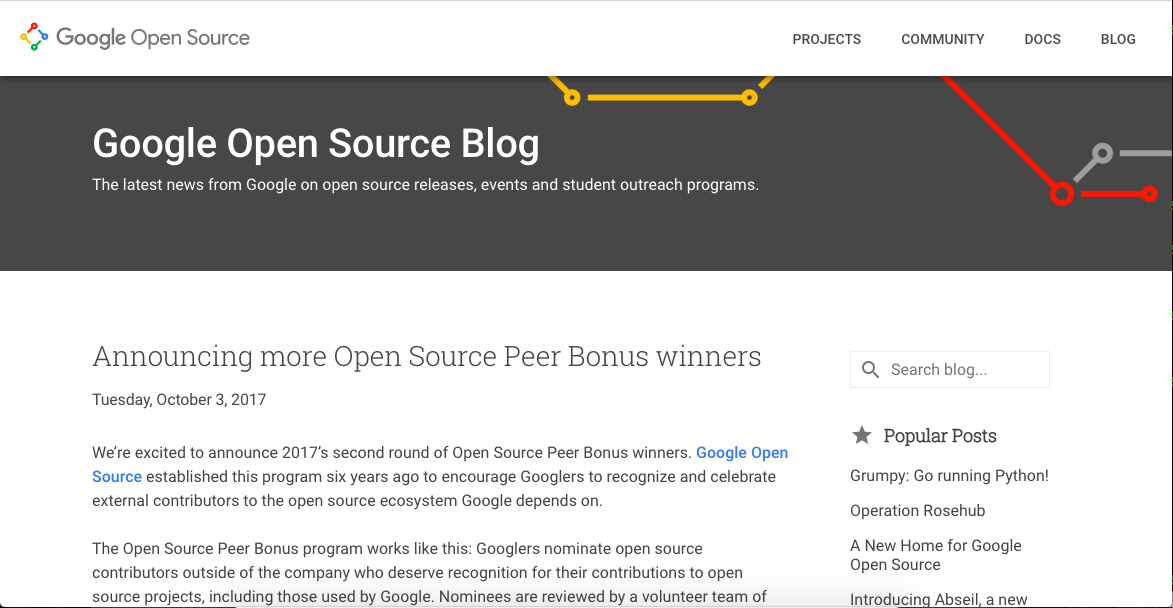 Google Open Source
PROJECTS COMMUNITY DOCS BLOG
Google Open Source Blog
The latest news from Google on open source releases, events and student outreach programs.
Announcing more Open Source Peer Bonus winners
Tuesday, October 3, 2017
We’re excited to announce 2017’s second round of Open Source Peer Bonus winners. Google Open
Source established this program six years ago to encourage Googlers to recognize and celebrate
external contributors to the open source ecosystem Google depends on.
The Open Source Peer Bonus program works like this: Googlers nominate open source
contributors outside of the company who deserve recognition for their contributions to open
source projects, including those used by Google. Nominees are reviewed by a volunteer team of
Search blog...
Popular Posts
Grumpy: Go running Python!
Operation Rosehub
A New Home for Google
Open Source
Introducing Abseil, a new